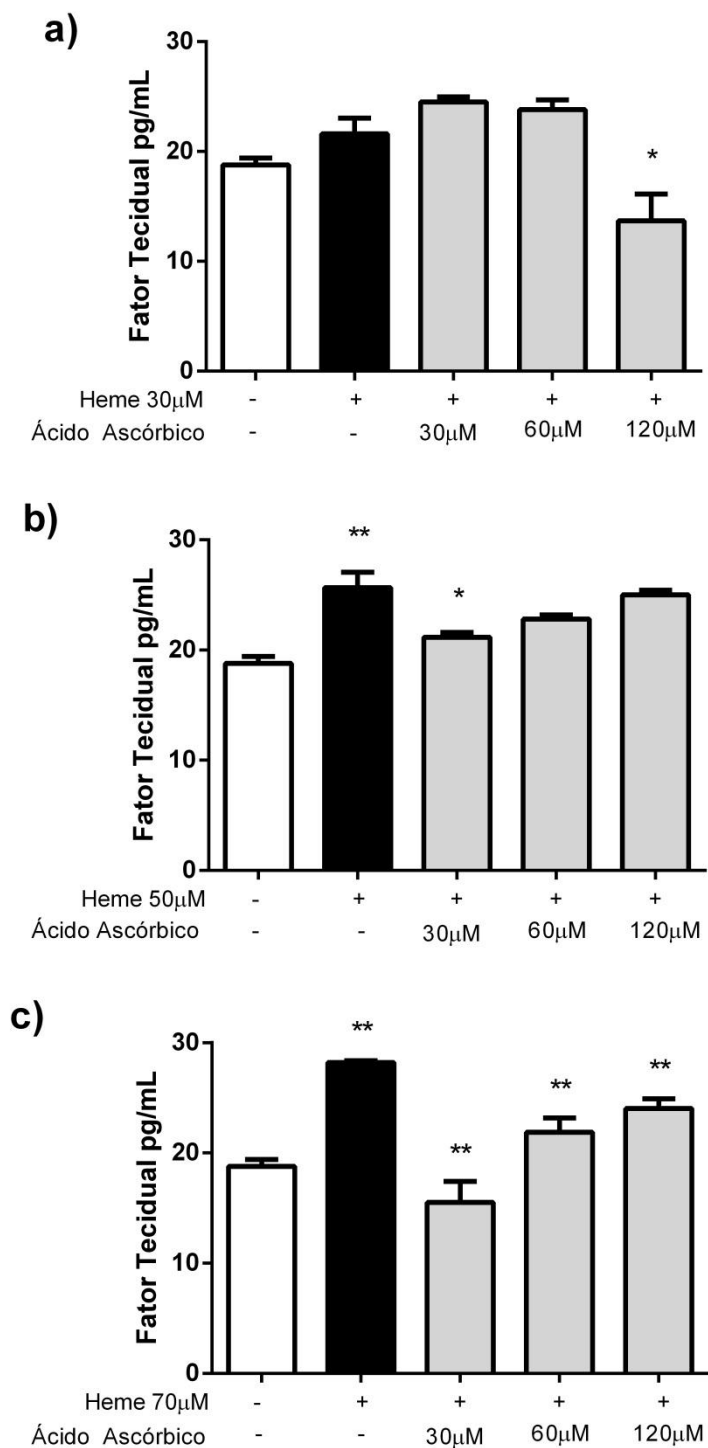 a)
Fator Tecidual pg/mL
30
20
10
0
*
Heme 30μM - + + + +
Ácido Ascórbico - - 30μM 60μM 120μM
b)
Fator Tecidual pg/mL
30
20
10
0
**
*
Heme 50μM - + + + +
Ácido Ascórbico - - 30μM 60μM 120μM
c)
Fator Tecidual pg/mL
30
20
10
0
**
**
**
**
Heme 70μM - + + + +
Ácido Ascórbico - - 30μM 60μM 120μM